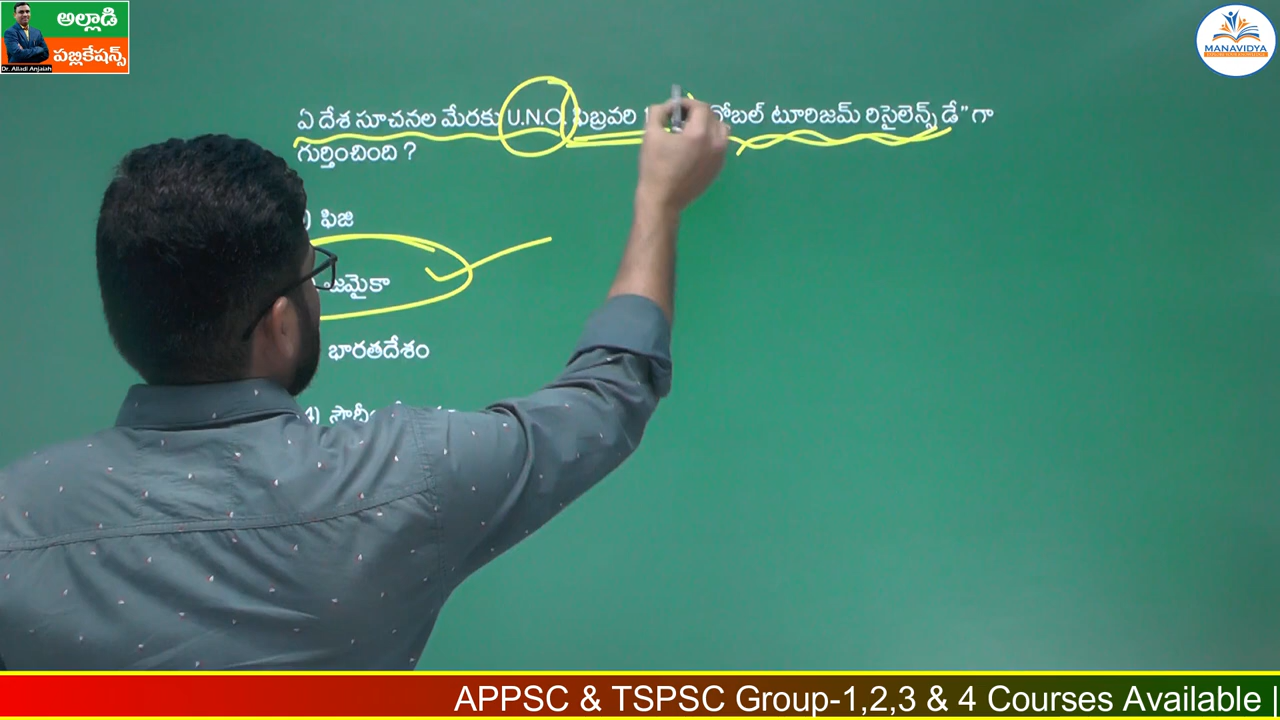 అల్లాడి
పబ్లికేషన్స్
Dr. Alladi Anjaiah
MANAVIDYA
ఏ దేశ సూచనల మేరకు U.N.O. ఫిబ్రవరి టూరిజమ్ రిసైలెన్స్ డే" గా
గుర్తించింది ?
ఫిజి
జమైకా
భారతదేశం
4)
APPSC & TSPSC Group-1,2,3 & 4 Courses Available |